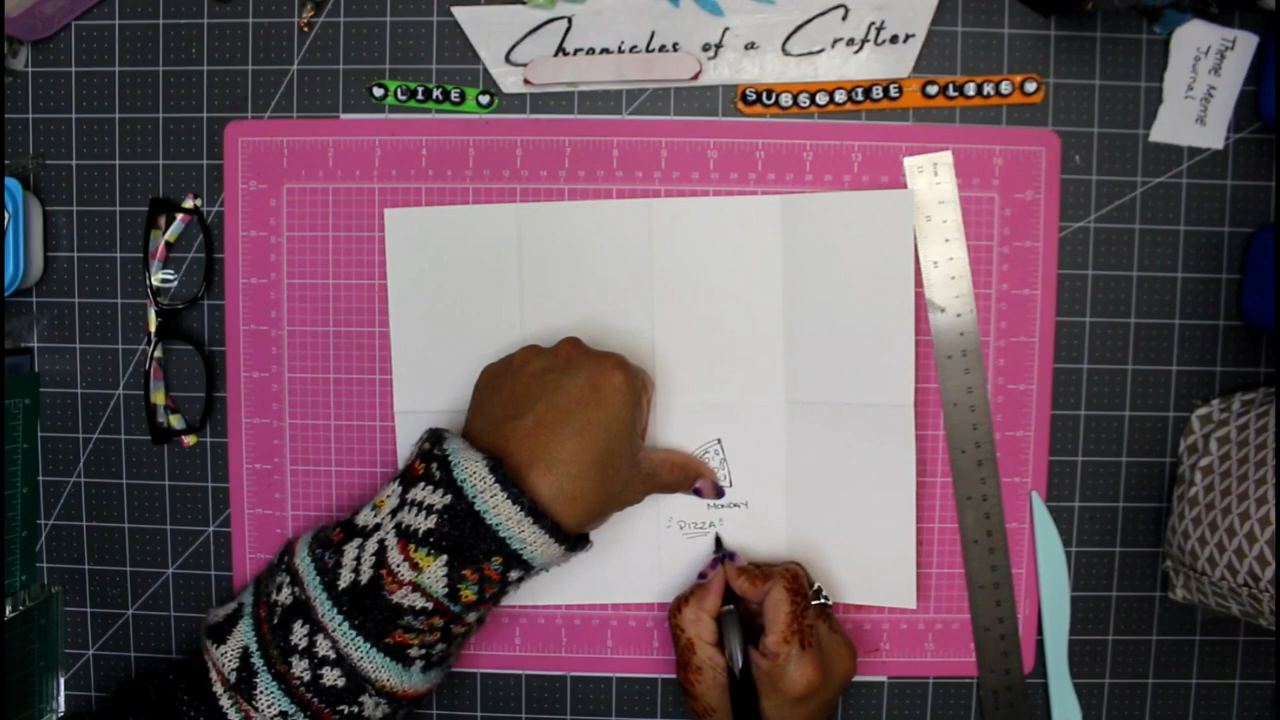 Chronicles of a Crafter
LIKE
SUBSCRIBE LIKE
Theme Meme
Journal
MONDAY
"PIZZA"